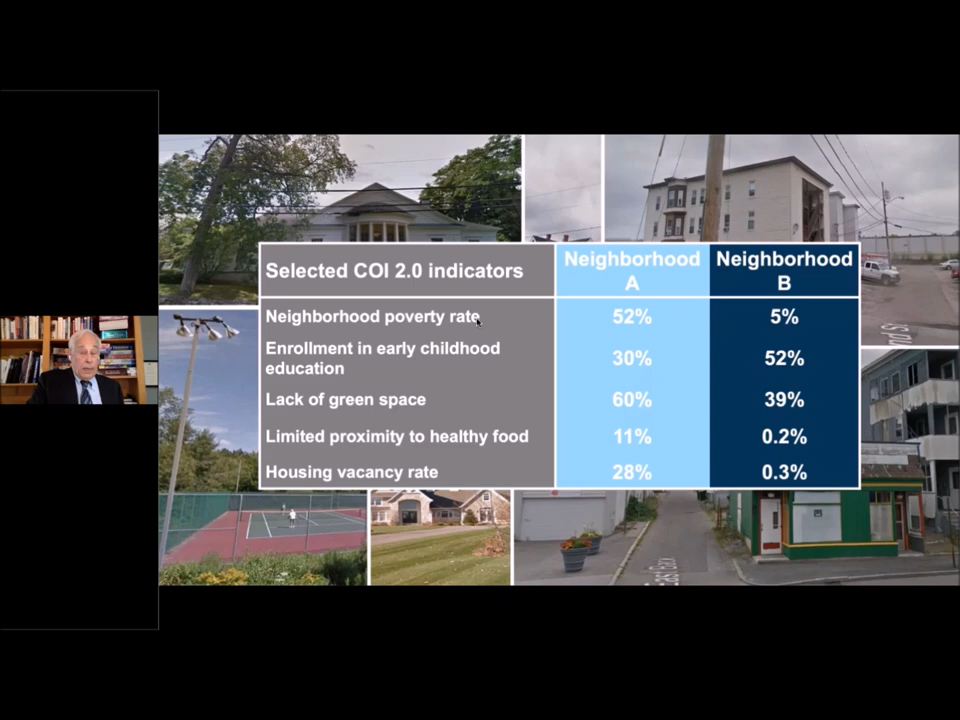 Selected COI 2.0 indicators
Neighborhood
A
Neighborhood
B
Neighborhood poverty rate
52%
5%
Enrollment in early childhood
education
30%
52%
Lack of green space
60%
39%
Limited proximity to healthy food
11%
0.2%
Housing vacancy rate
28%
0.3%